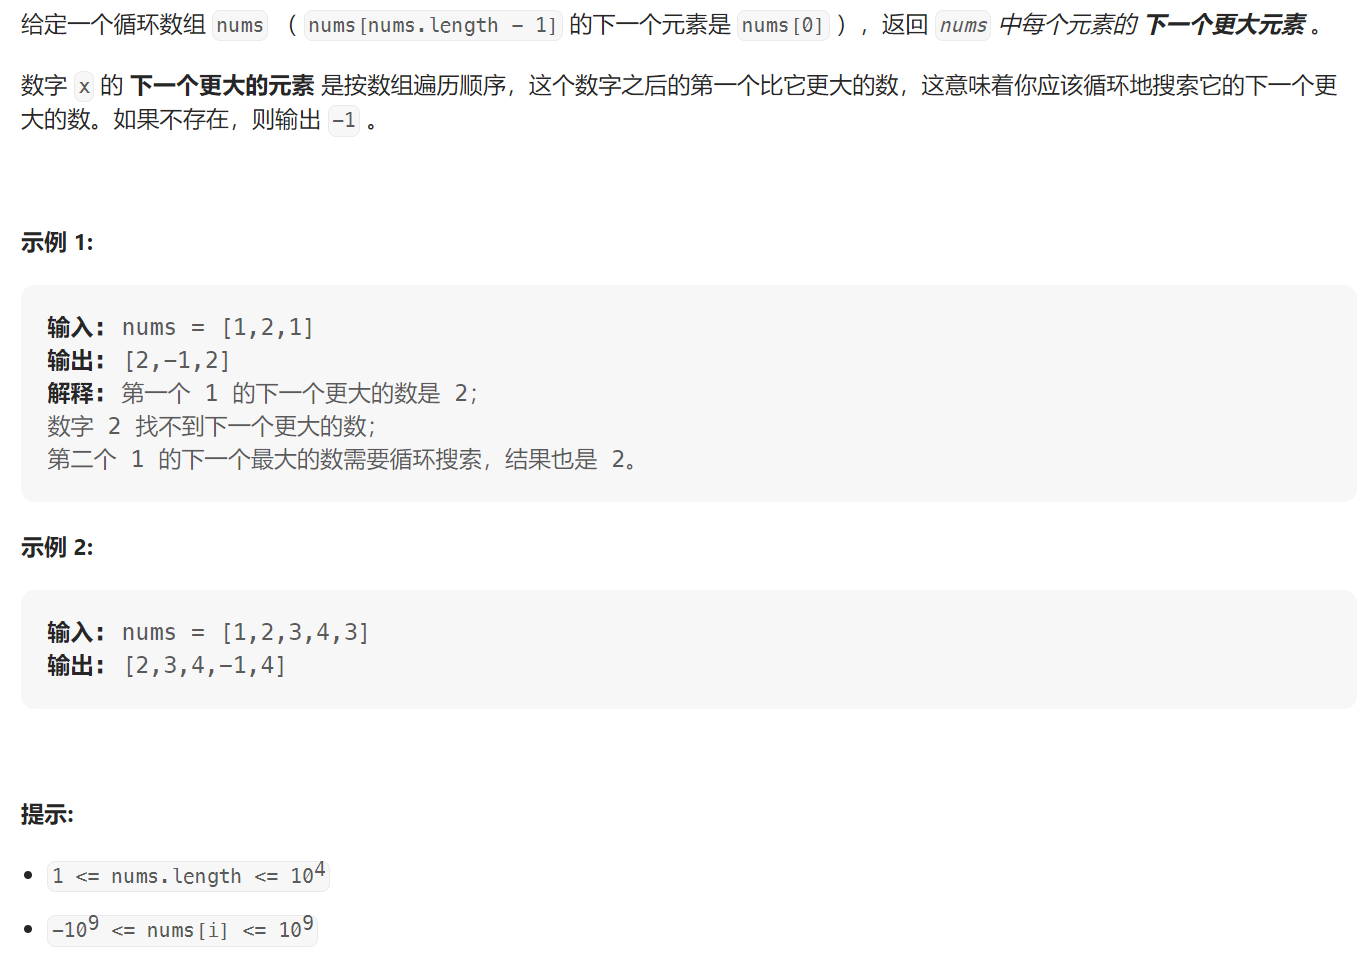 给定一个循环数组 nums （ nums[nums.length - 1] 的下一个元素是 nums[0] ），返回 nums 中每个元素的 下一个更大元素 。
数字 x 的 下一个更大的元素 是按数组遍历顺序，这个数字之后的第一个比它更大的数，这意味着你应该循环地搜索它的下一个更
大的数。如果不存在，则输出 -1 。
示例 1:
输入: nums = [1,2,1]
输出: [2,-1,2]
解释: 第一个 1 的下一个更大的数是 2；
数字 2 找不到下一个更大的数；
第二个 1 的下一个最大的数需要循环搜索，结果也是 2。
示例 2:
输入: nums = [1,2,3,4,3]
输出: [2,3,4,-1,4]
提示:
1 <= nums.length <= 10⁴
-10⁹ <= nums[i] <= 10⁹